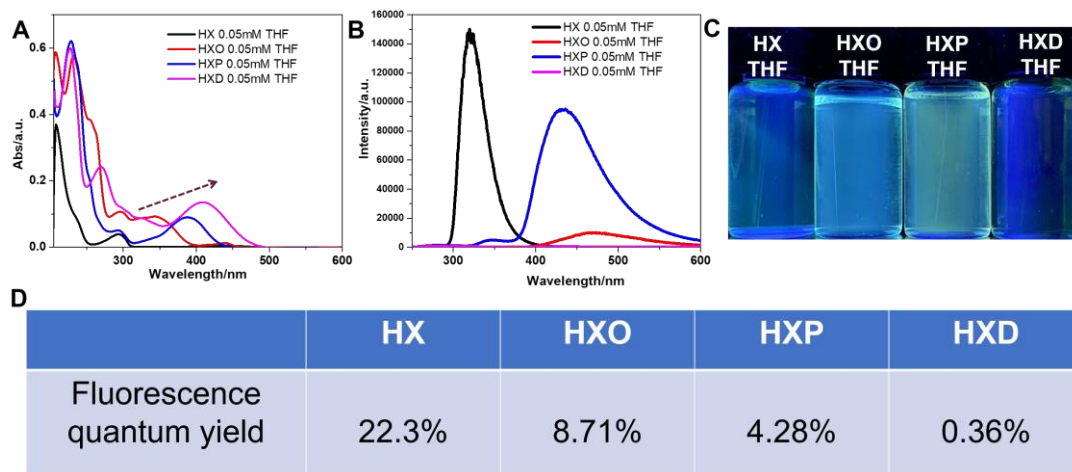 A
HX 0.05mM THF
HXO 0.05mM THF
HXP 0.05mM THF
HXD 0.05mM THF
Abs/a.u.
0.6
0.4
0.2
0.0
300
400
500
600
Wavelength/nm
B
HX 0.05mM THF
HXO 0.05mM THF
HXP 0.05mM THF
HXD 0.05mM THF
Intensity/a.u.
160000
140000
120000
100000
80000
60000
40000
20000
0
300
400
500
600
Wavelength/nm
C
HX HXO HXP HXD
THF THF THF THF
D
HX HXO HXP HXD
Fluorescence
quantum yield 22.3% 8.71% 4.28% 0.36%